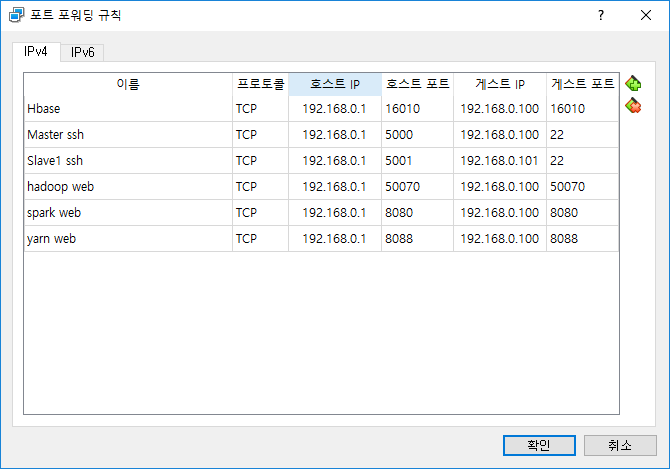 포트 포워딩 규칙
IPv4 IPv6
이름 프로토콜 호스트 IP 호스트 포트 게스트 IP 게스트 포트
Hbase TCP 192.168.0.1 16010 192.168.0.100 16010
Master ssh TCP 192.168.0.1 5000 192.168.0.100 22
Slave1 ssh TCP 192.168.0.1 5001 192.168.0.101 22
hadoop web TCP 192.168.0.1 50070 192.168.0.100 50070
spark web TCP 192.168.0.1 8080 192.168.0.100 8080
yarn web TCP 192.168.0.1 8088 192.168.0.100 8088
확인 취소